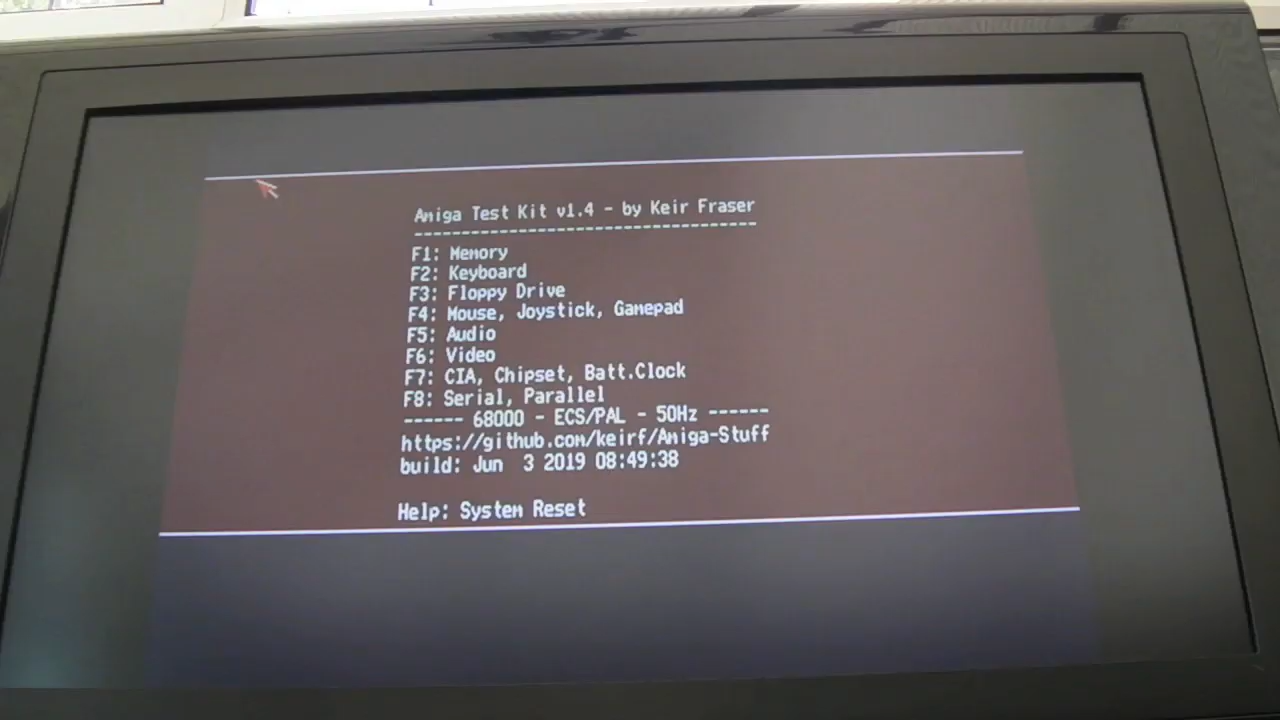 Amiga Test Kit v1.4 - by Keir Fraser
------------------------------------
F1: Memory
F2: Keyboard
F3: Floppy Drive
F4: Mouse, Joystick, Gamepad
F5: Audio
F6: Video
F7: CIA, Chipset, Batt.Clock
F8: Serial, Parallel
------ 68000 - ECS/PAL - 50Hz ------
https://github.com/keirf/Amiga-Stuff
build: Jun  3 2019 08:49:38
Help: System Reset